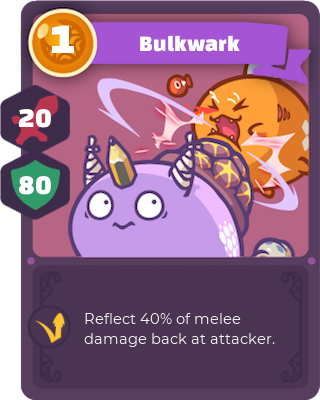 1
Bulkwark
20
80
Reflect 40% of melee
damage back at attacker.